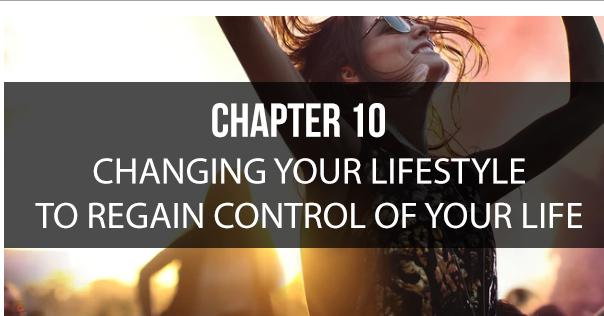 CHAPTER 10
CHANGING YOUR LIFESTYLE
TO REGAIN CONTROL OF YOUR LIFE